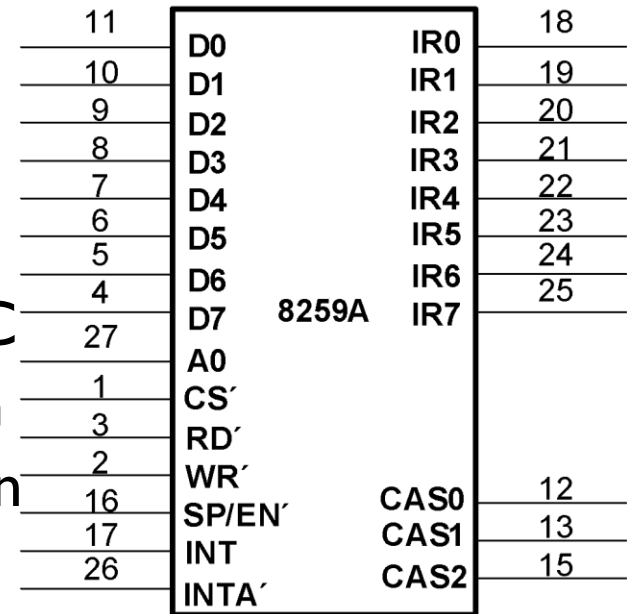 11 D0 IR0 18
10 D1 IR1 19
9 D2 IR2 20
8 D3 IR3 21
7 D4 IR4 22
6 D5 IR5 23
5 D6 IR6 24
4 D7 8259A IR7 25
27 A0
1 CS´
3 RD´
2 WR´
16 SP/EN´ CAS0 12
17 INT CAS1 13
26 INTA´ CAS2 15